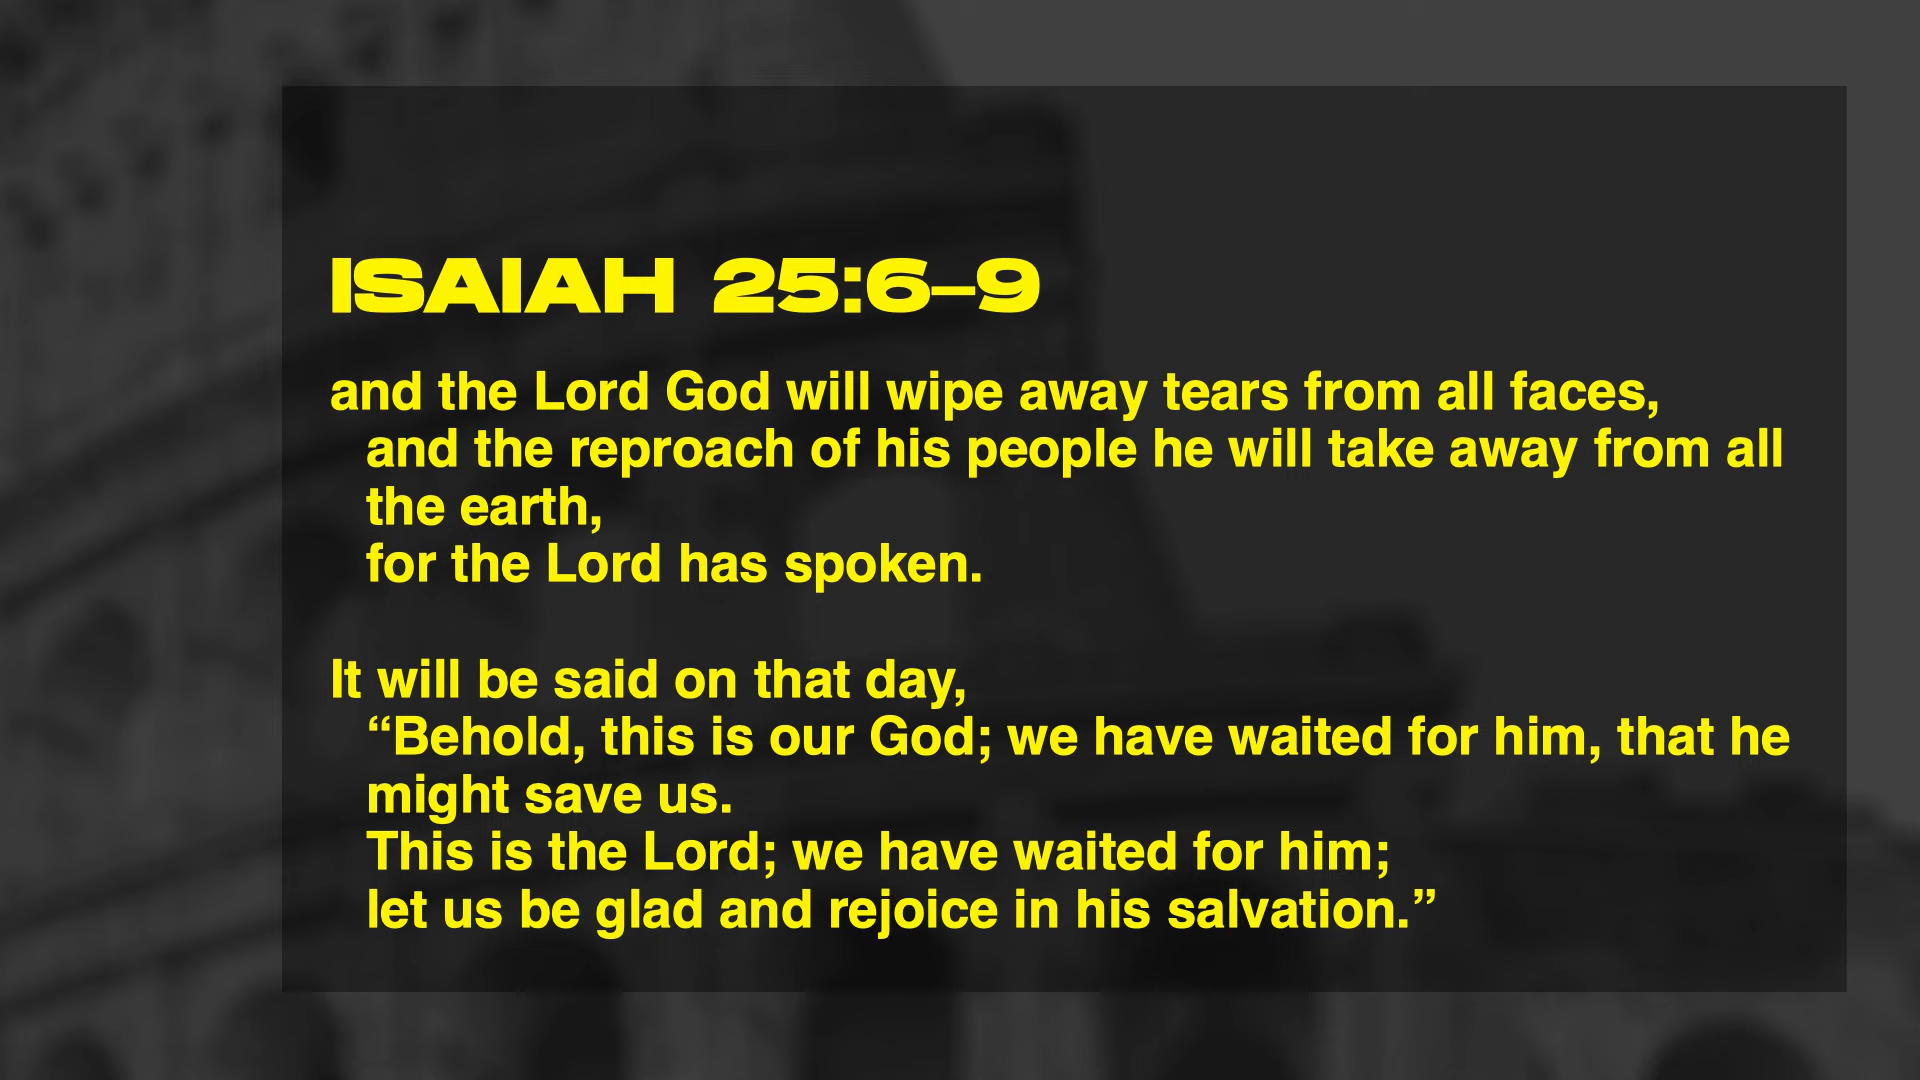 ISAIAH 25:6–9
and the Lord God will wipe away tears from all faces,
and the reproach of his people he will take away from all
the earth,
for the Lord has spoken.
It will be said on that day,
“Behold, this is our God; we have waited for him, that he
might save us.
This is the Lord; we have waited for him;
let us be glad and rejoice in his salvation.”